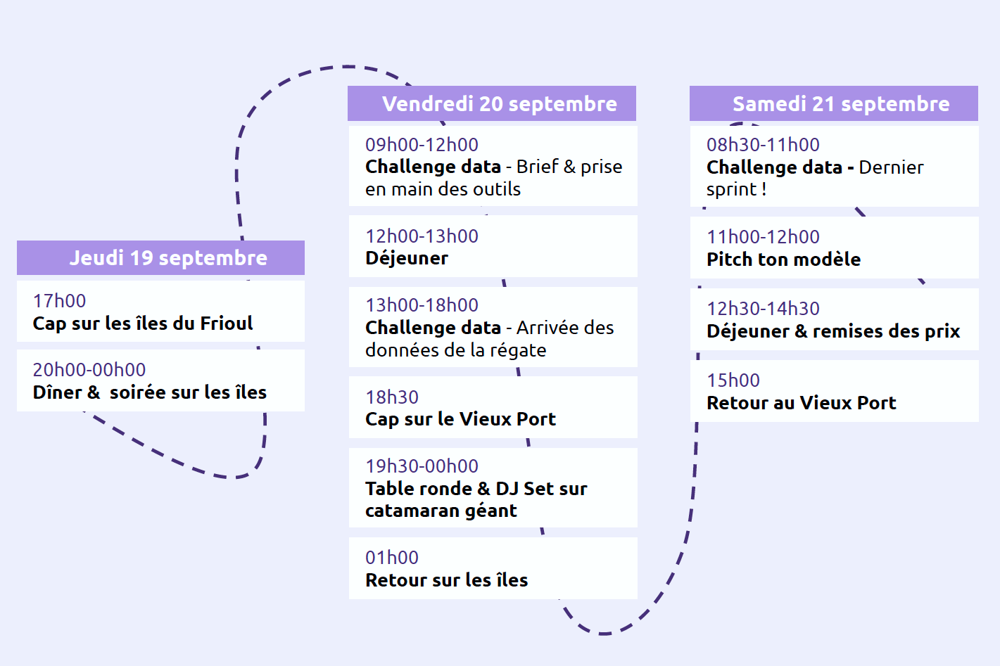 Jeudi 19 septembre
17h00
Cap sur les îles du Frioul
20h00-00h00
Dîner & soirée sur les îles
Vendredi 20 septembre
09h00-12h00
Challenge data - Brief & prise
en main des outils
12h00-13h00
Déjeuner
13h00-18h00
Challenge data - Arrivée des
données de la régate
18h30
Cap sur le Vieux Port
19h30-00h00
Table ronde & DJ Set sur
catamaran géant
01h00
Retour sur les îles
Samedi 21 septembre
08h30-11h00
Challenge data - Dernier
sprint !
11h00-12h00
Pitch ton modèle
12h30-14h30
Déjeuner & remises des prix
15h00
Retour au Vieux Port